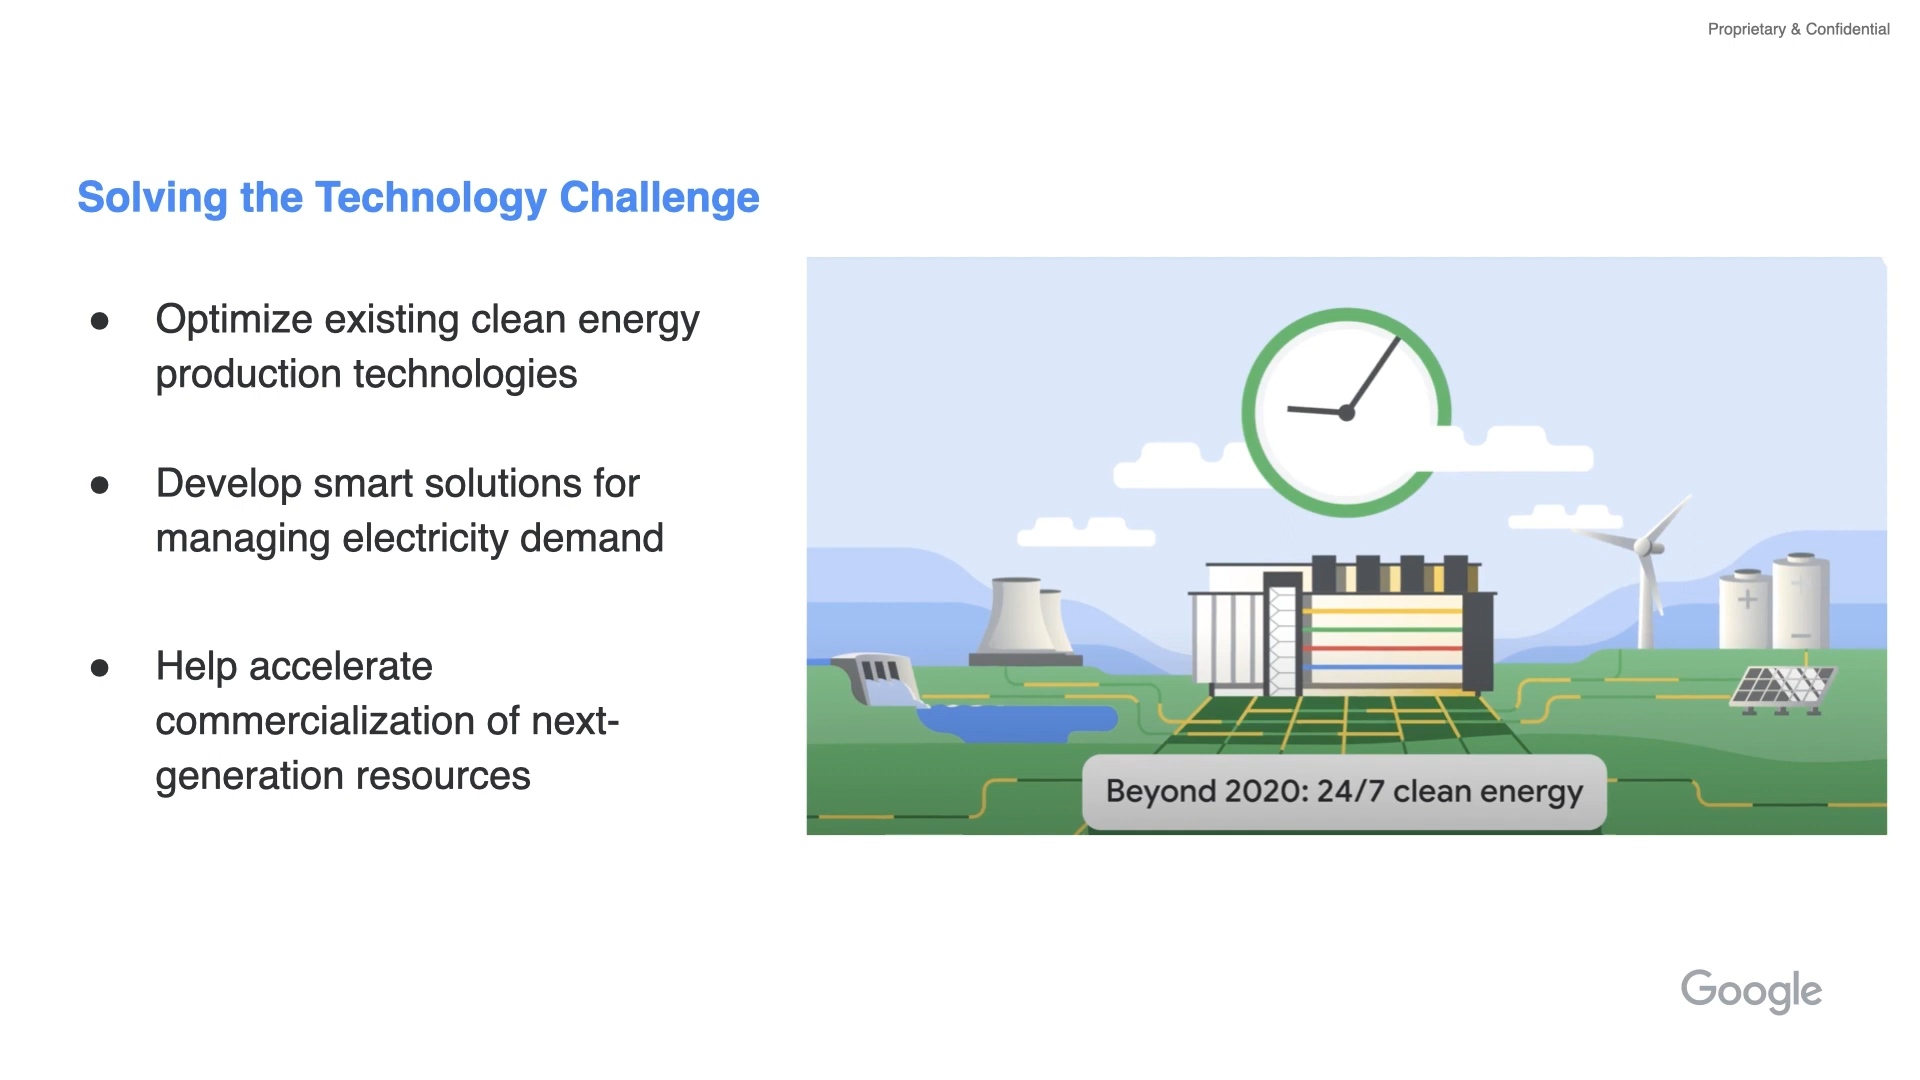 Proprietary & Confidential
Solving the Technology Challenge
● Optimize existing clean energy
production technologies
● Develop smart solutions for
managing electricity demand
● Help accelerate
commercialization of next-
generation resources
Beyond 2020: 24/7 clean energy
Google